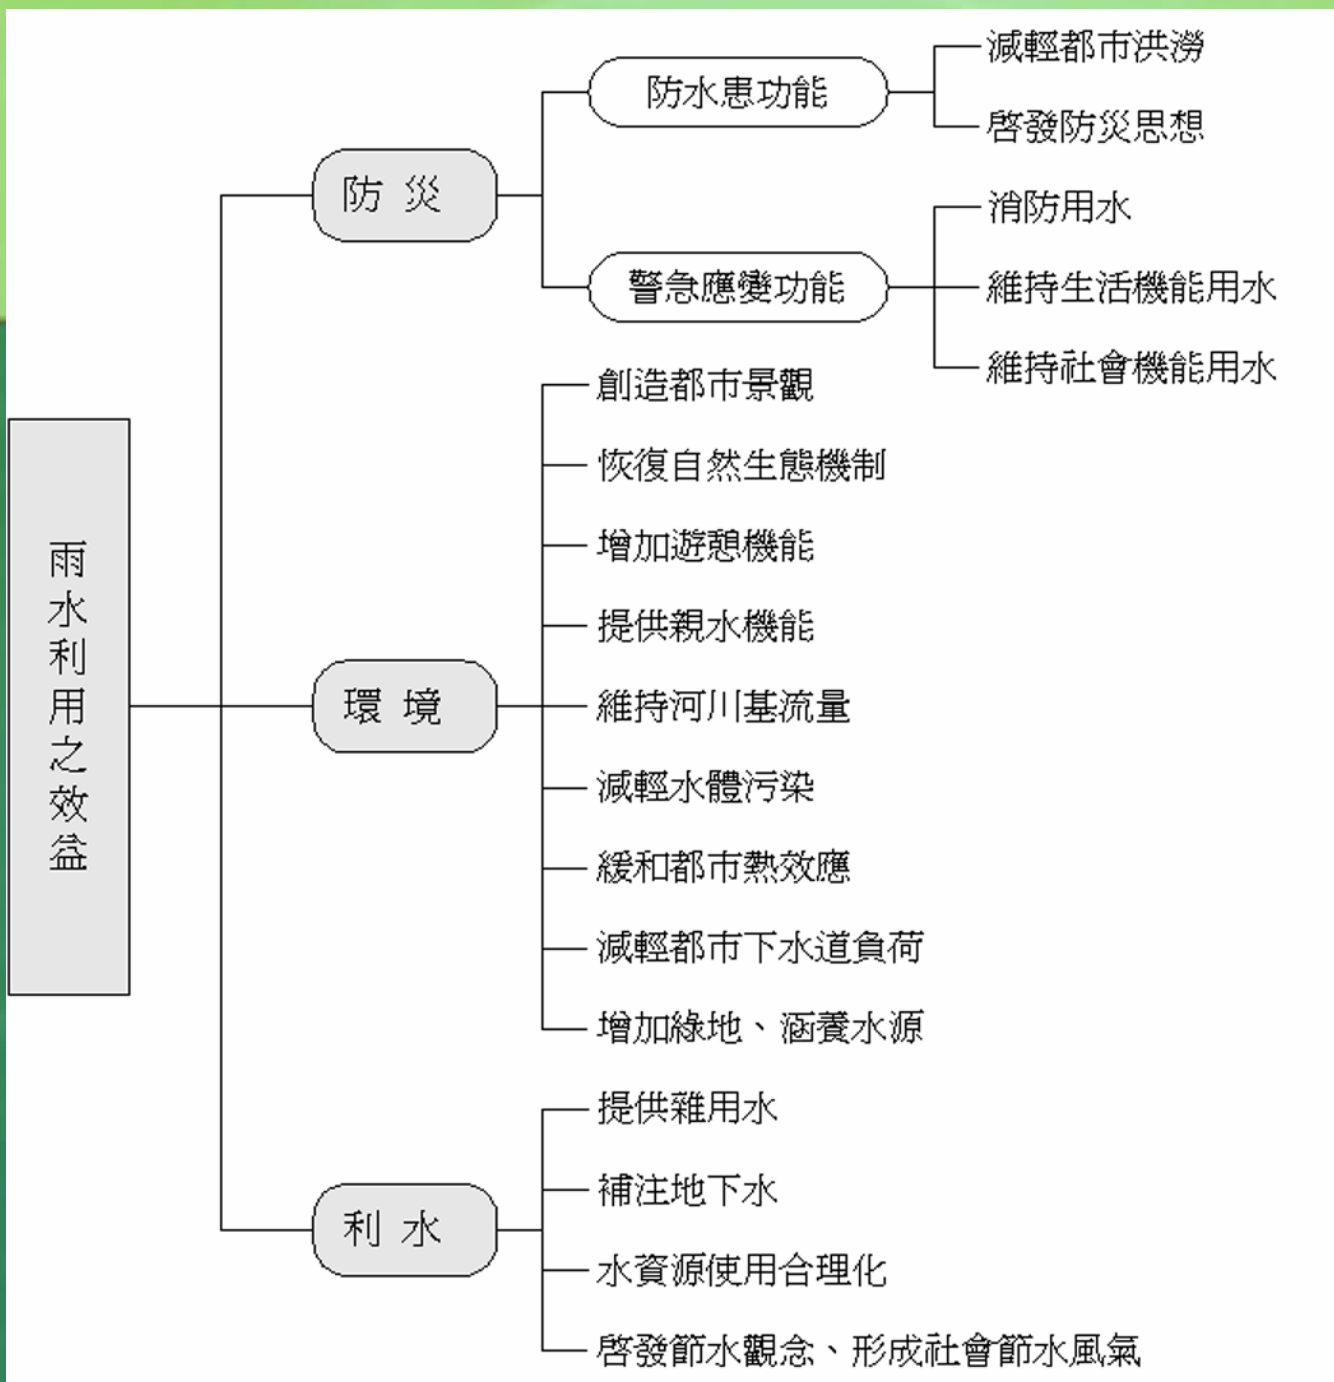 雨水利用之效益
防災
防水患功能
減輕都市洪澇
啓發防災思想
警急應變功能
消防用水
維持生活機能用水
維持社會機能用水
環境
創造都市景觀
恢復自然生態機制
增加遊憩機能
提供親水機能
維持河川基流量
減輕水體污染
緩和都市熱效應
減輕都市下水道負荷
增加綠地、涵養水源
利水
提供雜用水
補注地下水
水資源使用合理化
啓發節水觀念、形成社會節水風氣